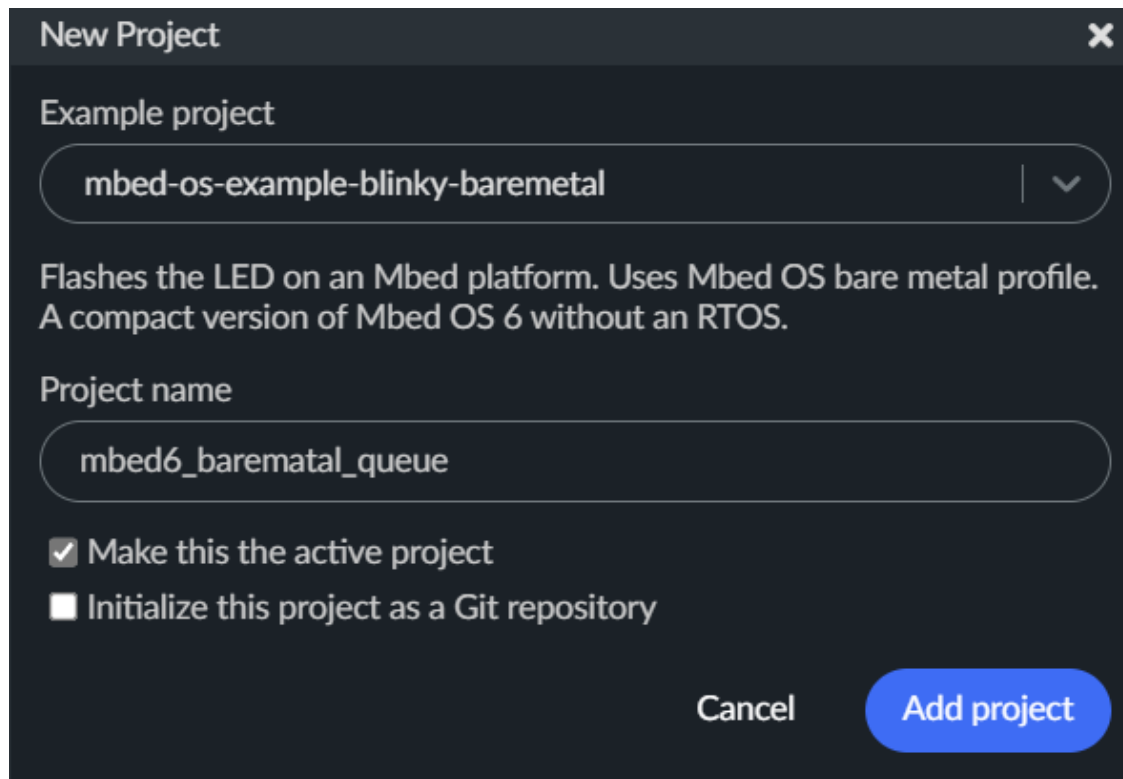 New Project
Example project
mbed-os-example-blinky-baremetal
Flashes the LED on an Mbed platform. Uses Mbed OS bare metal profile.
A compact version of Mbed OS 6 without an RTOS.
Project name
mbed6_barematal_queue
Make this the active project
Initialize this project as a Git repository
Cancel
Add project